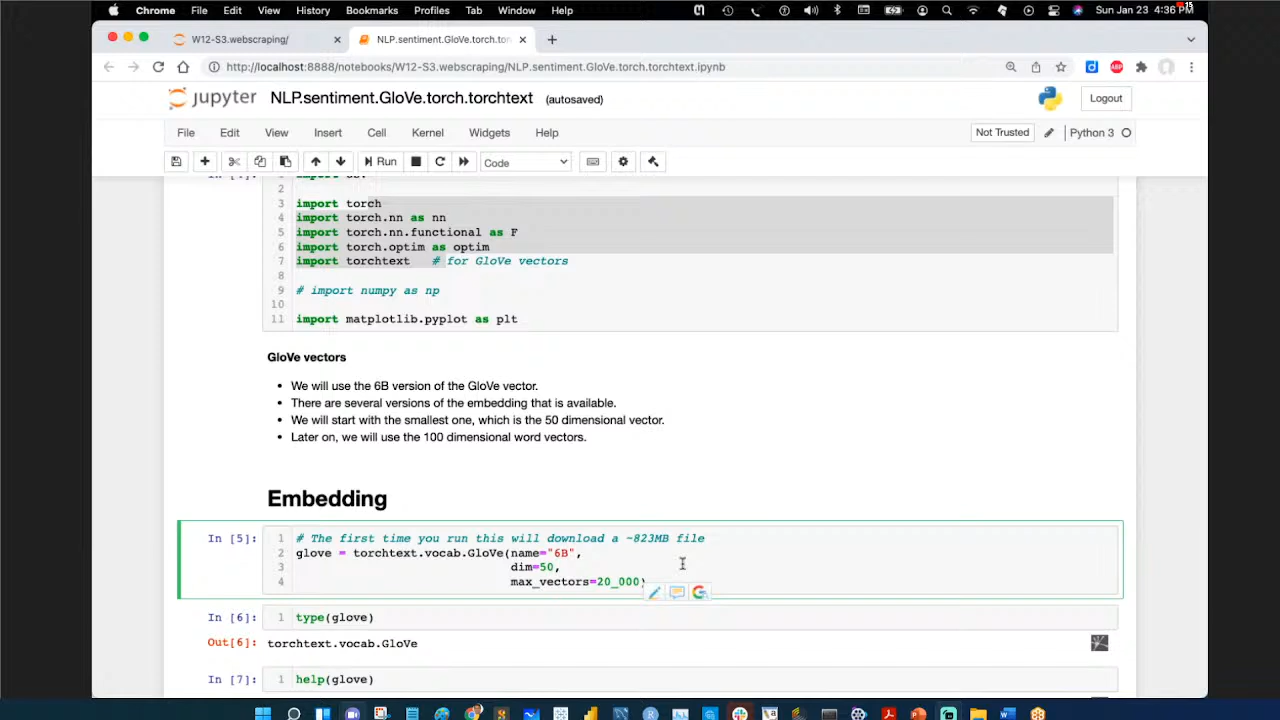 Chrome File Edit View History Bookmarks Profiles Tab Window Help Sun Jan 23 4:36 PM
W12-S3.webscraping/ NLP.sentiment.GloVe.torch.tor
http://localhost:8888/notebooks/W12-S3.webscraping/NLP.sentiment.GloVe.torch.torchtext.ipynb
jupyter NLP.sentiment.GloVe.torch.torchtext (autosaved) Logout
File Edit View Insert Cell Kernel Widgets Help Not Trusted Python 3
Run Code
2
3 import torch
4 import torch.nn as nn
5 import torch.nn.functional as F
6 import torch.optim as optim
7 import torchtext # for GloVe vectors
8
9 # import numpy as np
10
11 import matplotlib.pyplot as plt
GloVe vectors
• We will use the 6B version of the GloVe vector.
• There are several versions of the embedding that is available.
• We will start with the smallest one, which is the 50 dimensional vector.
• Later on, we will use the 100 dimensional word vectors.
Embedding
In [5]: 1 # The first time you run this will download a ~823MB file
2 glove = torchtext.vocab.GloVe(name="6B",
3 dim=50,
4 max_vectors=20_000)
In [6]: 1 type(glove)
Out[6]: torchtext.vocab.GloVe
In [7]: 1 help(glove)